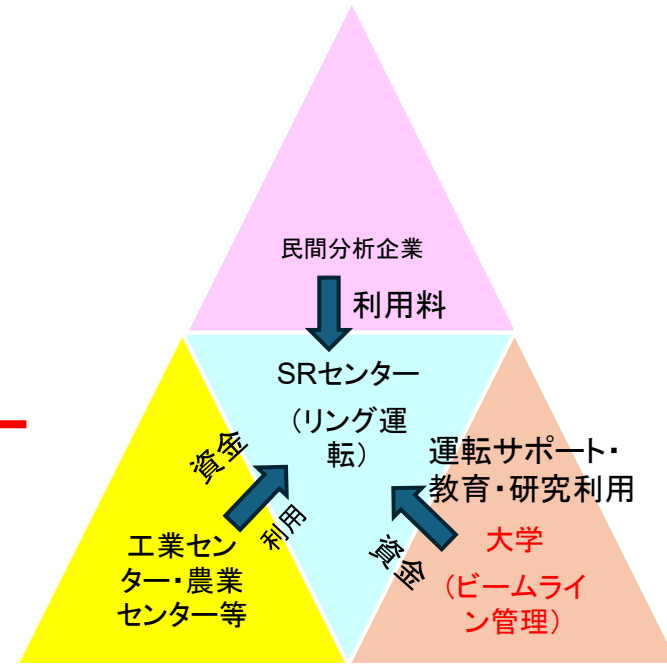 民間分析企業
利用料
SRセンター
（リング運
転）
資金
利用
工業セン
ター・農業
センター等
運転サポート・
教育・研究利用
資金
大学
（ビームライ
ン管理）